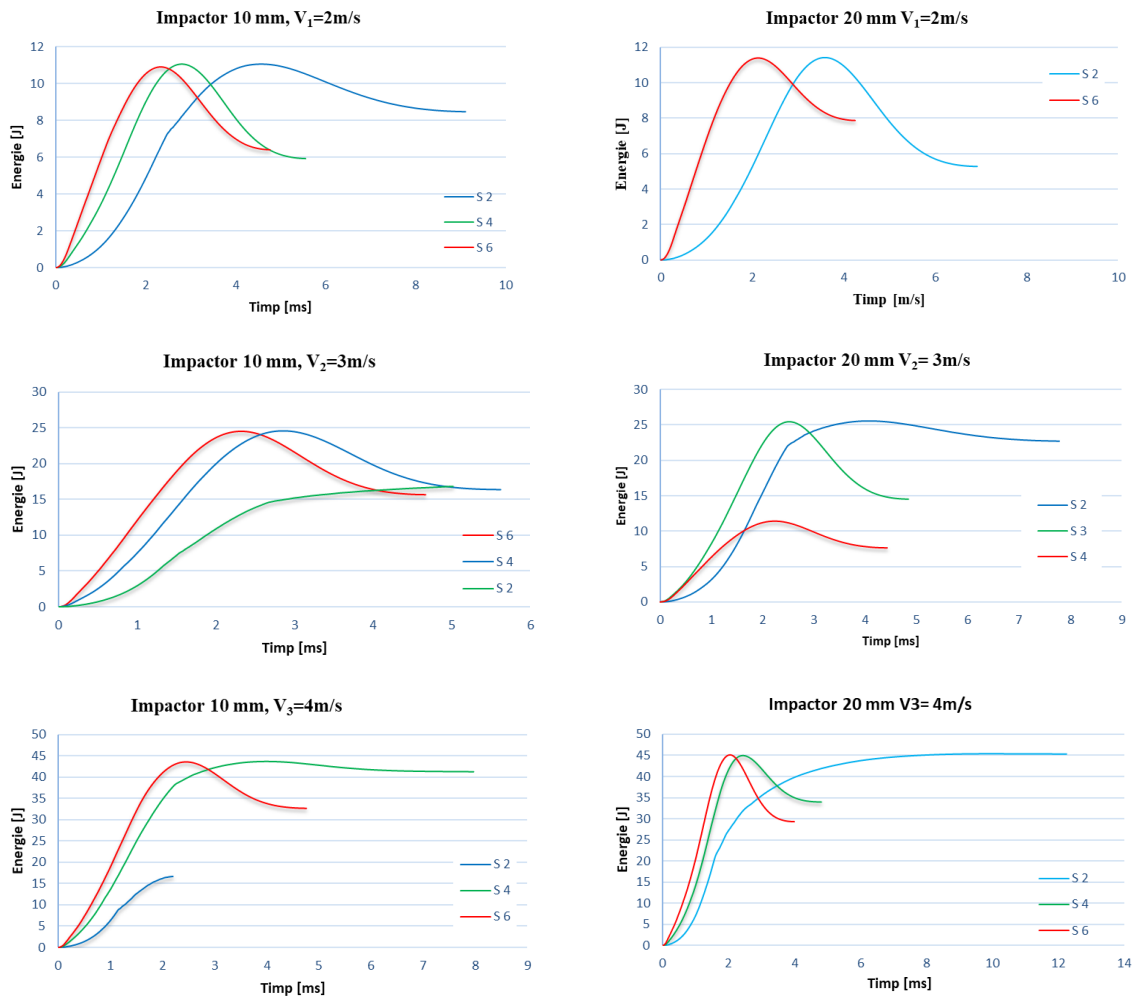 Impactor 10 mm, V₁=2m/s
Energie [J]
12
10
8
6
4
2
0
0 2 4 6 8 10
Timp [ms]
S 2
S 4
S 6
Impactor 20 mm V₁=2m/s
Energie [J]
12
10
8
6
4
2
0
0 2 4 6 8 10
Timp [m/s]
S 2
S 6
Impactor 10 mm, V₂=3m/s
Energie [J]
30
25
20
15
10
5
0
0 1 2 3 4 5 6
Timp [ms]
S 6
S 4
S 2
Impactor 20 mm V₂= 3m/s
Energie [J]
30
25
20
15
10
5
0
0 1 2 3 4 5 6 7 8 9
Timp [ms]
S 2
S 3
S 4
Impactor 10 mm, V₃=4m/s
Energie [J]
50
45
40
35
30
25
20
15
10
5
0
0 1 2 3 4 5 6 7 8 9
Timp [ms]
S 2
S 4
S 6
Impactor 20 mm V3= 4m/s
Energie [J]
50
45
40
35
30
25
20
15
10
5
0
0 2 4 6 8 10 12 14
Timp [ms]
S 2
S 4
S 6